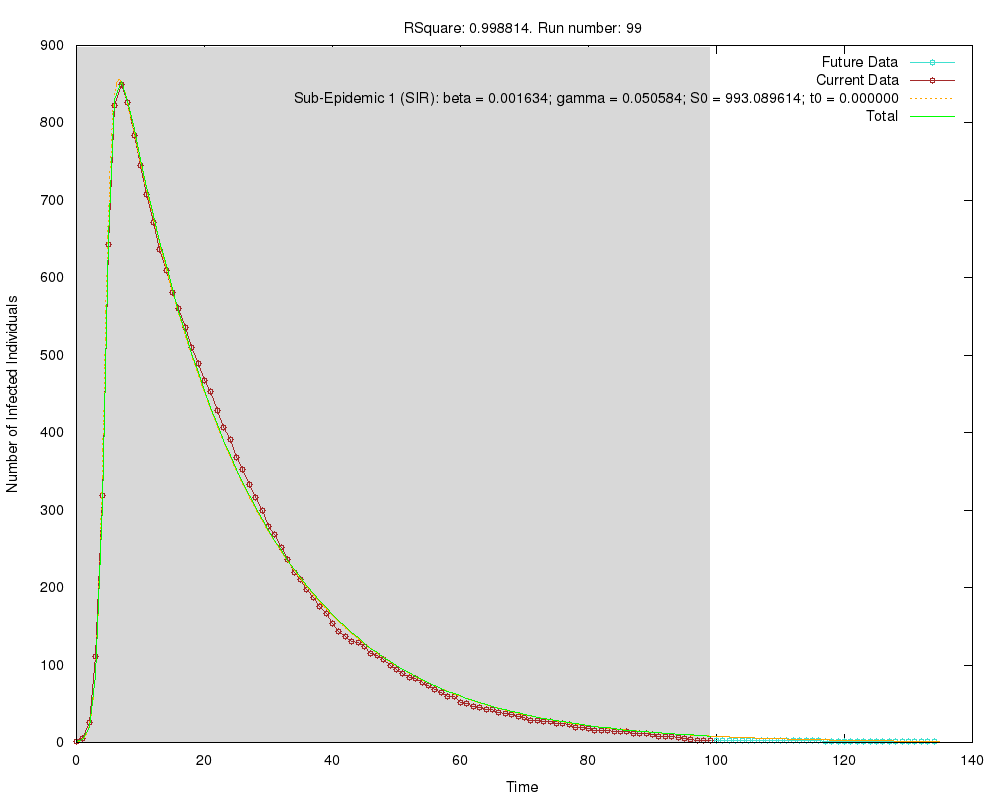 RSquare: 0.998814. Run number: 99
Future Data
Current Data
Sub-Epidemic 1 (SIR): beta = 0.001634; gamma = 0.050584; S0 = 993.089614; t0 = 0.000000
Total
900
800
700
600
500
400
300
200
100
0
Number of Infected Individuals
0 20 40 60 80 100 120 140
Time